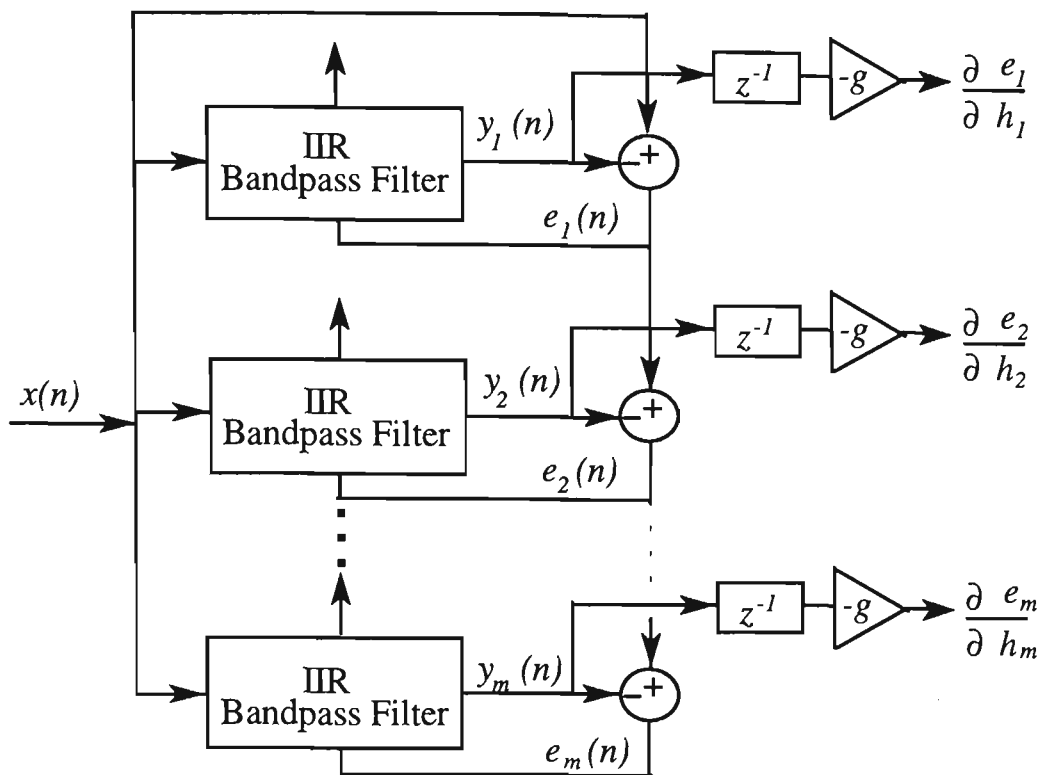 z⁻¹
-g
∂ e₁
∂ h₁
IIR
Bandpass Filter
y₁(n)
+
−
e₁(n)
z⁻¹
-g
∂ e₂
∂ h₂
x(n)
IIR
Bandpass Filter
y₂(n)
+
−
e₂(n)
z⁻¹
-g
∂ eₘ
∂ hₘ
IIR
Bandpass Filter
yₘ(n)
+
−
eₘ(n)